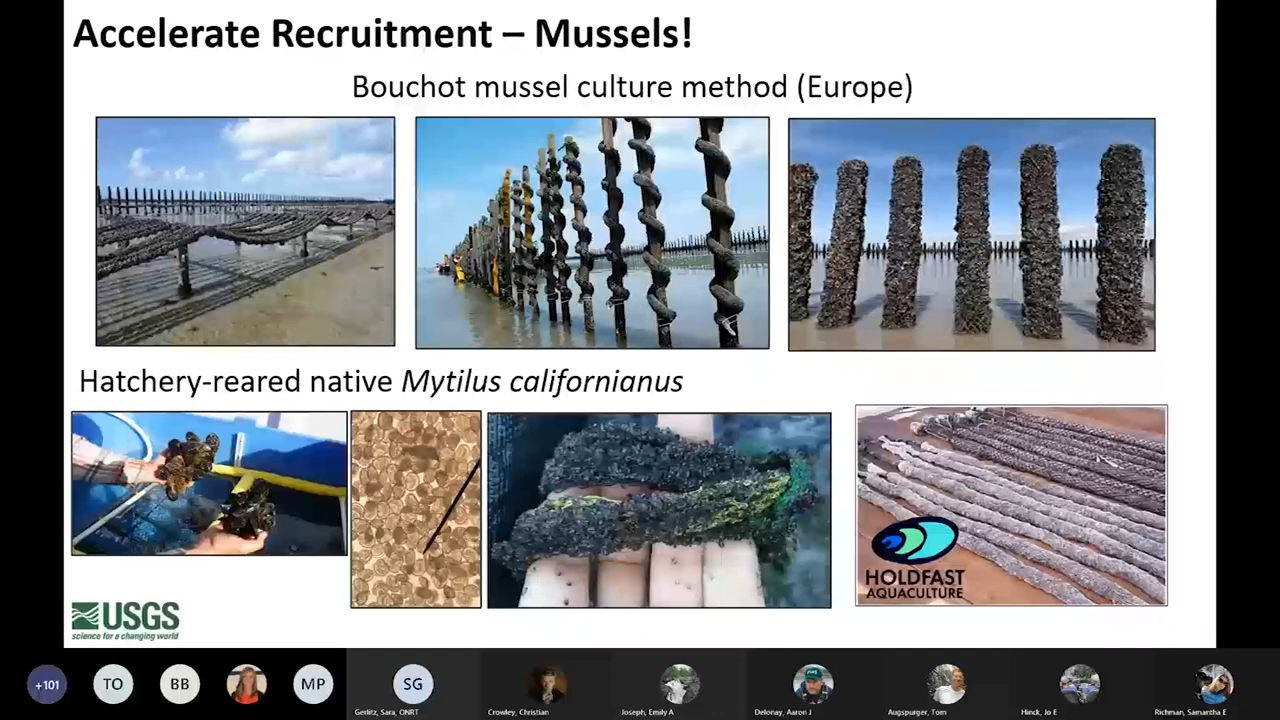 Accelerate Recruitment – Mussels!
Bouchot mussel culture method (Europe)
Hatchery-reared native Mytilus californianus
HOLDFAST
AQUACULTURE
USGS
science for a changing world
+101
TO
BB
MP
SG
Gerlitz, Sara, ONRT
Crowley, Christian
Joseph, Emily A
Delonay, Aaron J
Augspurger, Tom
Hinck, Jo E
Richman, Samantha E